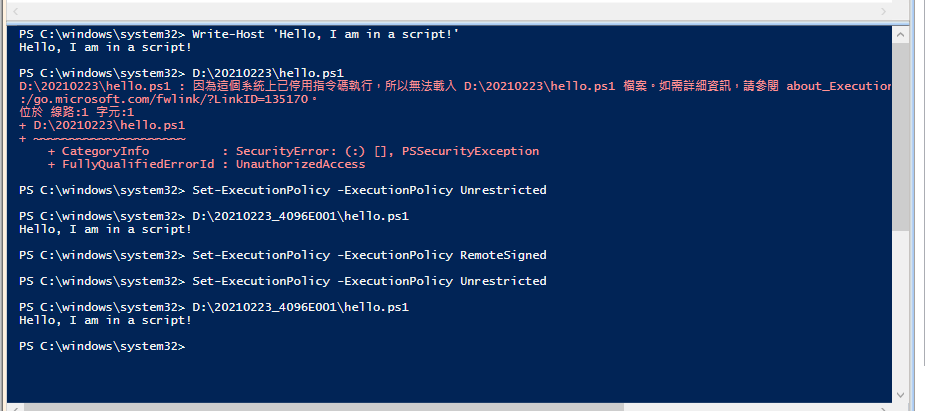 PS C:\windows\system32> Write-Host 'Hello, I am in a script!'
Hello, I am in a script!
PS C:\windows\system32> D:\20210223\hello.ps1
D:\20210223\hello.ps1 : 因為這個系統上已停用指令碼執行，所以無法載入 D:\20210223\hello.ps1 檔案。如需詳細資訊，請參閱 about_Execution
:/go.microsoft.com/fwlink/?LinkID=135170。
位於 線路:1 字元:1
+ D:\20210223\hello.ps1
+ ~~~~~~~~~~~~~~~~~~~~~
+ CategoryInfo          : SecurityError: (:) [], PSSecurityException
+ FullyQualifiedErrorId : UnauthorizedAccess
PS C:\windows\system32> Set-ExecutionPolicy -ExecutionPolicy Unrestricted
PS C:\windows\system32> D:\20210223_4096E001\hello.ps1
Hello, I am in a script!
PS C:\windows\system32> Set-ExecutionPolicy -ExecutionPolicy RemoteSigned
PS C:\windows\system32> Set-ExecutionPolicy -ExecutionPolicy Unrestricted
PS C:\windows\system32> D:\20210223_4096E001\hello.ps1
Hello, I am in a script!
PS C:\windows\system32>